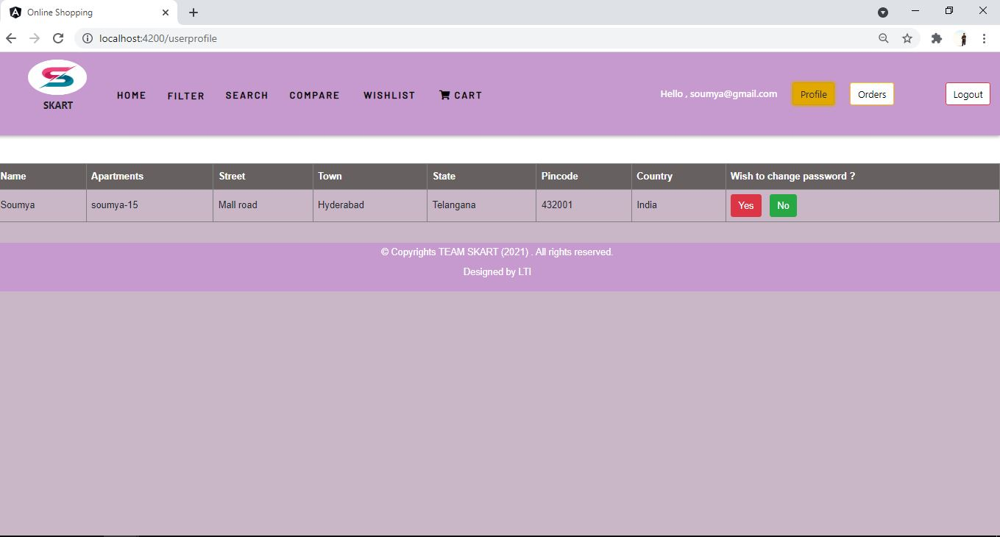 Online Shopping
localhost:4200/userprofile
SKART
HOME FILTER SEARCH COMPARE WISHLIST CART
Hello , soumya@gmail.com Profile Orders Logout
Name Apartments Street Town State Pincode Country Wish to change password ?
Soumya soumya-15 Mall road Hyderabad Telangana 432001 India Yes No
© Copyrights TEAM SKART (2021) . All rights reserved.
Designed by LTI